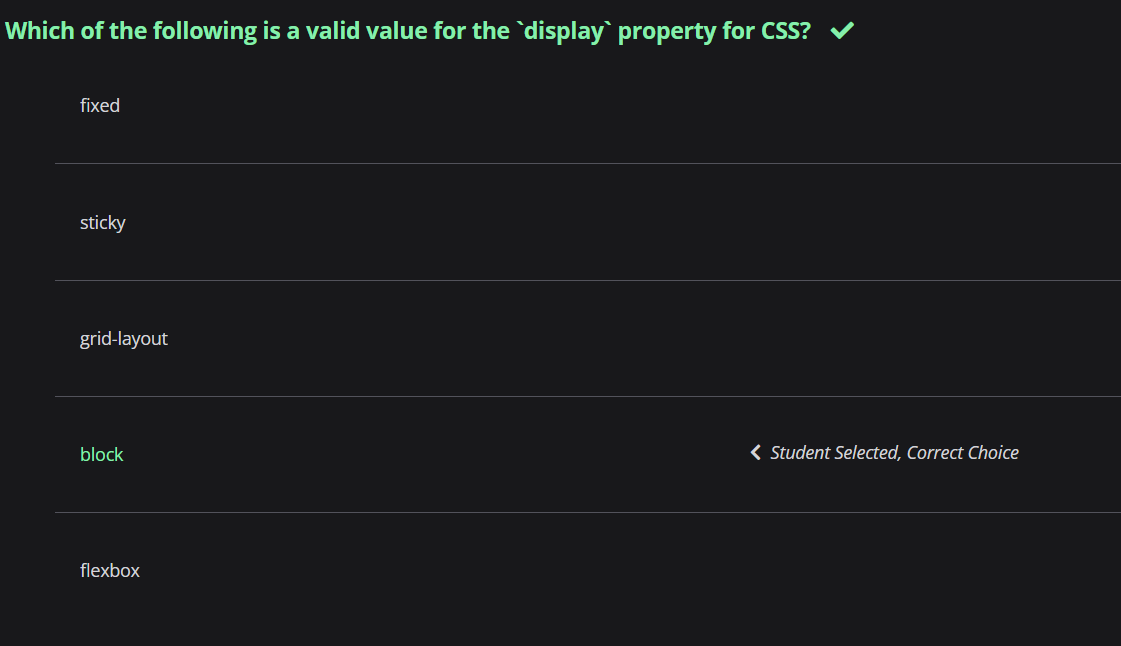 Which of the following is a valid value for the `display` property for CSS?
fixed
sticky
grid-layout
block
Student Selected, Correct Choice
flexbox